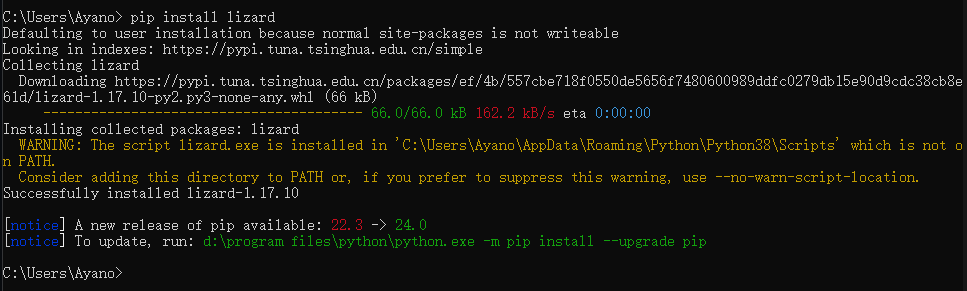 C:\Users\Ayano> pip install lizard
Defaulting to user installation because normal site-packages is not writeable
Looking in indexes: https://pypi.tuna.tsinghua.edu.cn/simple
Collecting lizard
  Downloading https://pypi.tuna.tsinghua.edu.cn/packages/ef/4b/557cbe718f0550de5656f7480600989ddfc0279db15e90d9cdc38cb8e
61d/lizard-1.17.10-py2.py3-none-any.whl (66 kB)
     ---------------------------------------- 66.0/66.0 kB 162.2 kB/s eta 0:00:00
Installing collected packages: lizard
  WARNING: The script lizard.exe is installed in 'C:\Users\Ayano\AppData\Roaming\Python\Python38\Scripts' which is not o
n PATH.
  Consider adding this directory to PATH or, if you prefer to suppress this warning, use --no-warn-script-location.
Successfully installed lizard-1.17.10
[notice] A new release of pip available: 22.3 -> 24.0
[notice] To update, run: d:\program files\python\python.exe -m pip install --upgrade pip
C:\Users\Ayano>